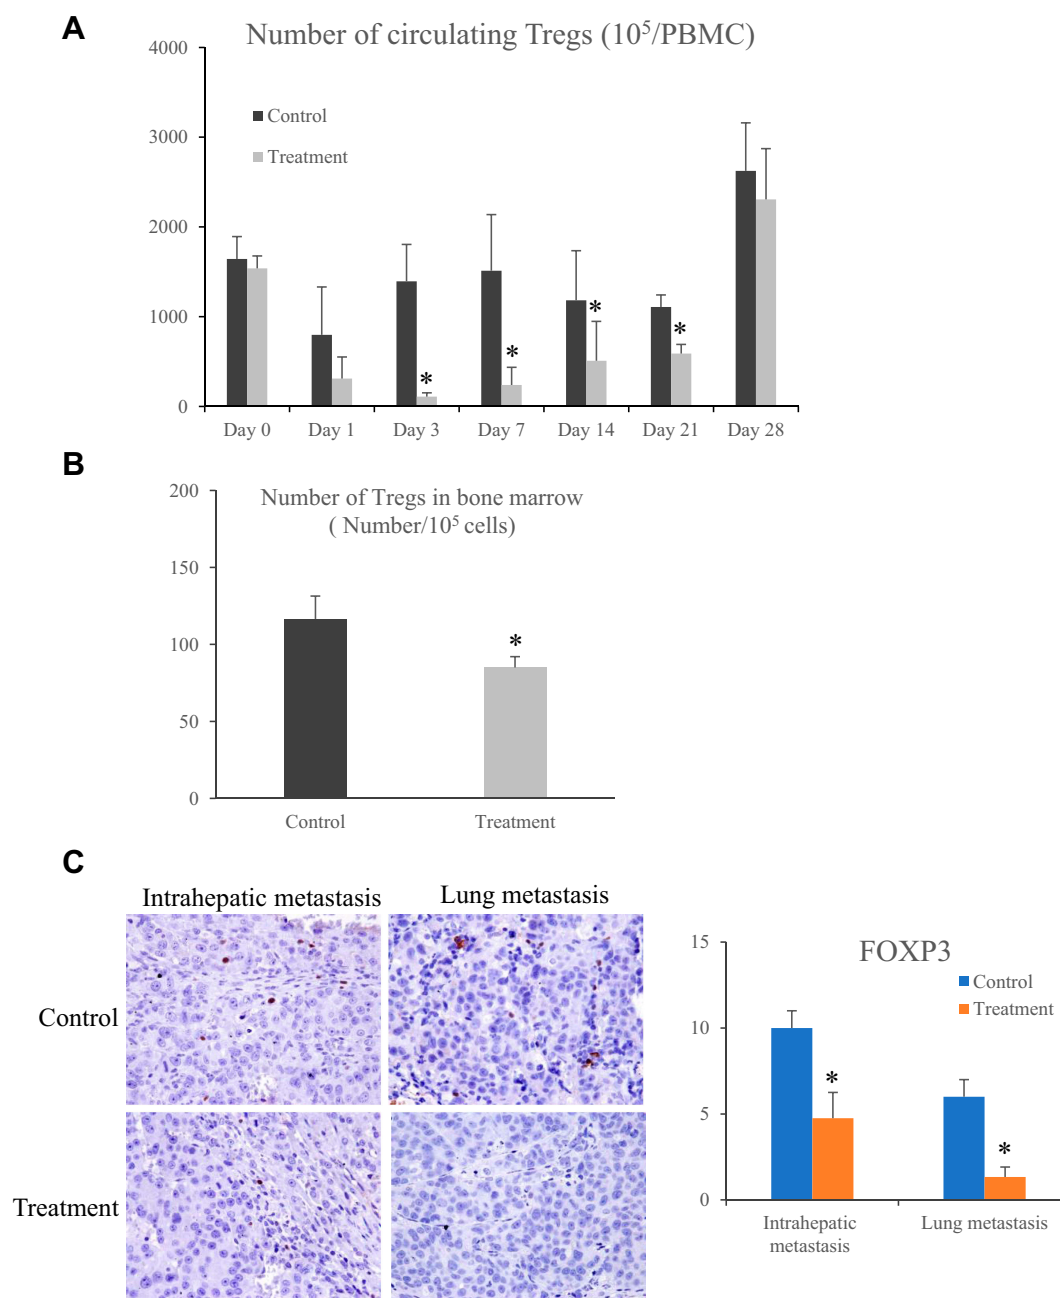 A
Number of circulating Tregs (10⁵/PBMC)
4000
3000
2000
1000
0
Control
Treatment
*
*
*
*
Day 0 Day 1 Day 3 Day 7 Day 14 Day 21 Day 28
B
Number of Tregs in bone marrow
( Number/10⁵ cells)
200
150
100
50
0
*
Control Treatment
C
Intrahepatic metastasis Lung metastasis
Control
Treatment
FOXP3
15
10
5
0
Control
Treatment
*
*
Intrahepatic
metastasis
Lung metastasis